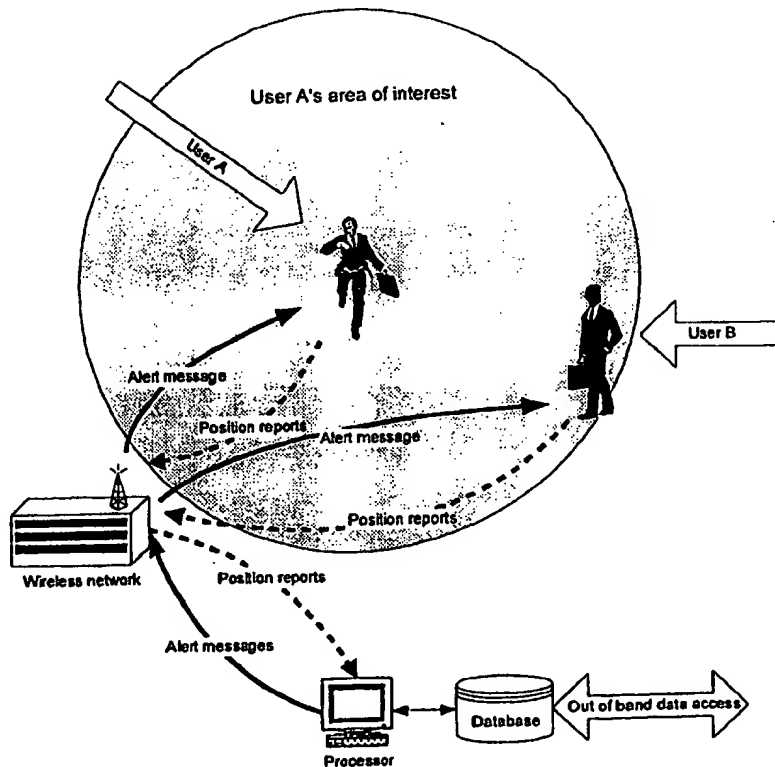 User A's area of interest
User A
User B
Alert message
Position reports
Alert message
Position reports
Wireless network
Position reports
Alert messages
Database
Out of band data access
Processor